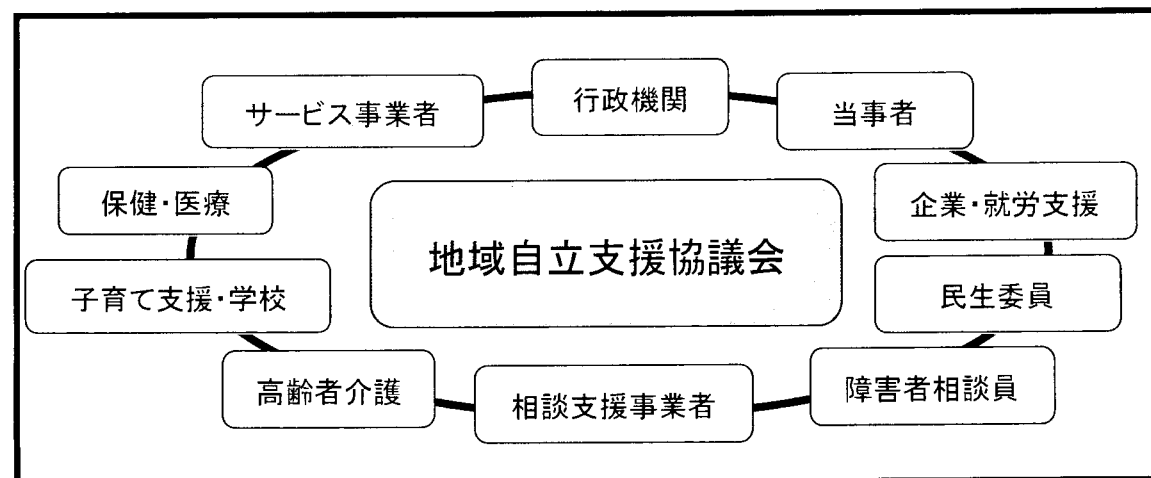 行政機関
サービス事業者
当事者
保健・医療
企業・就労支援
地域自立支援協議会
子育て支援・学校
民生委員
高齢者介護
相談支援事業者
障害者相談員